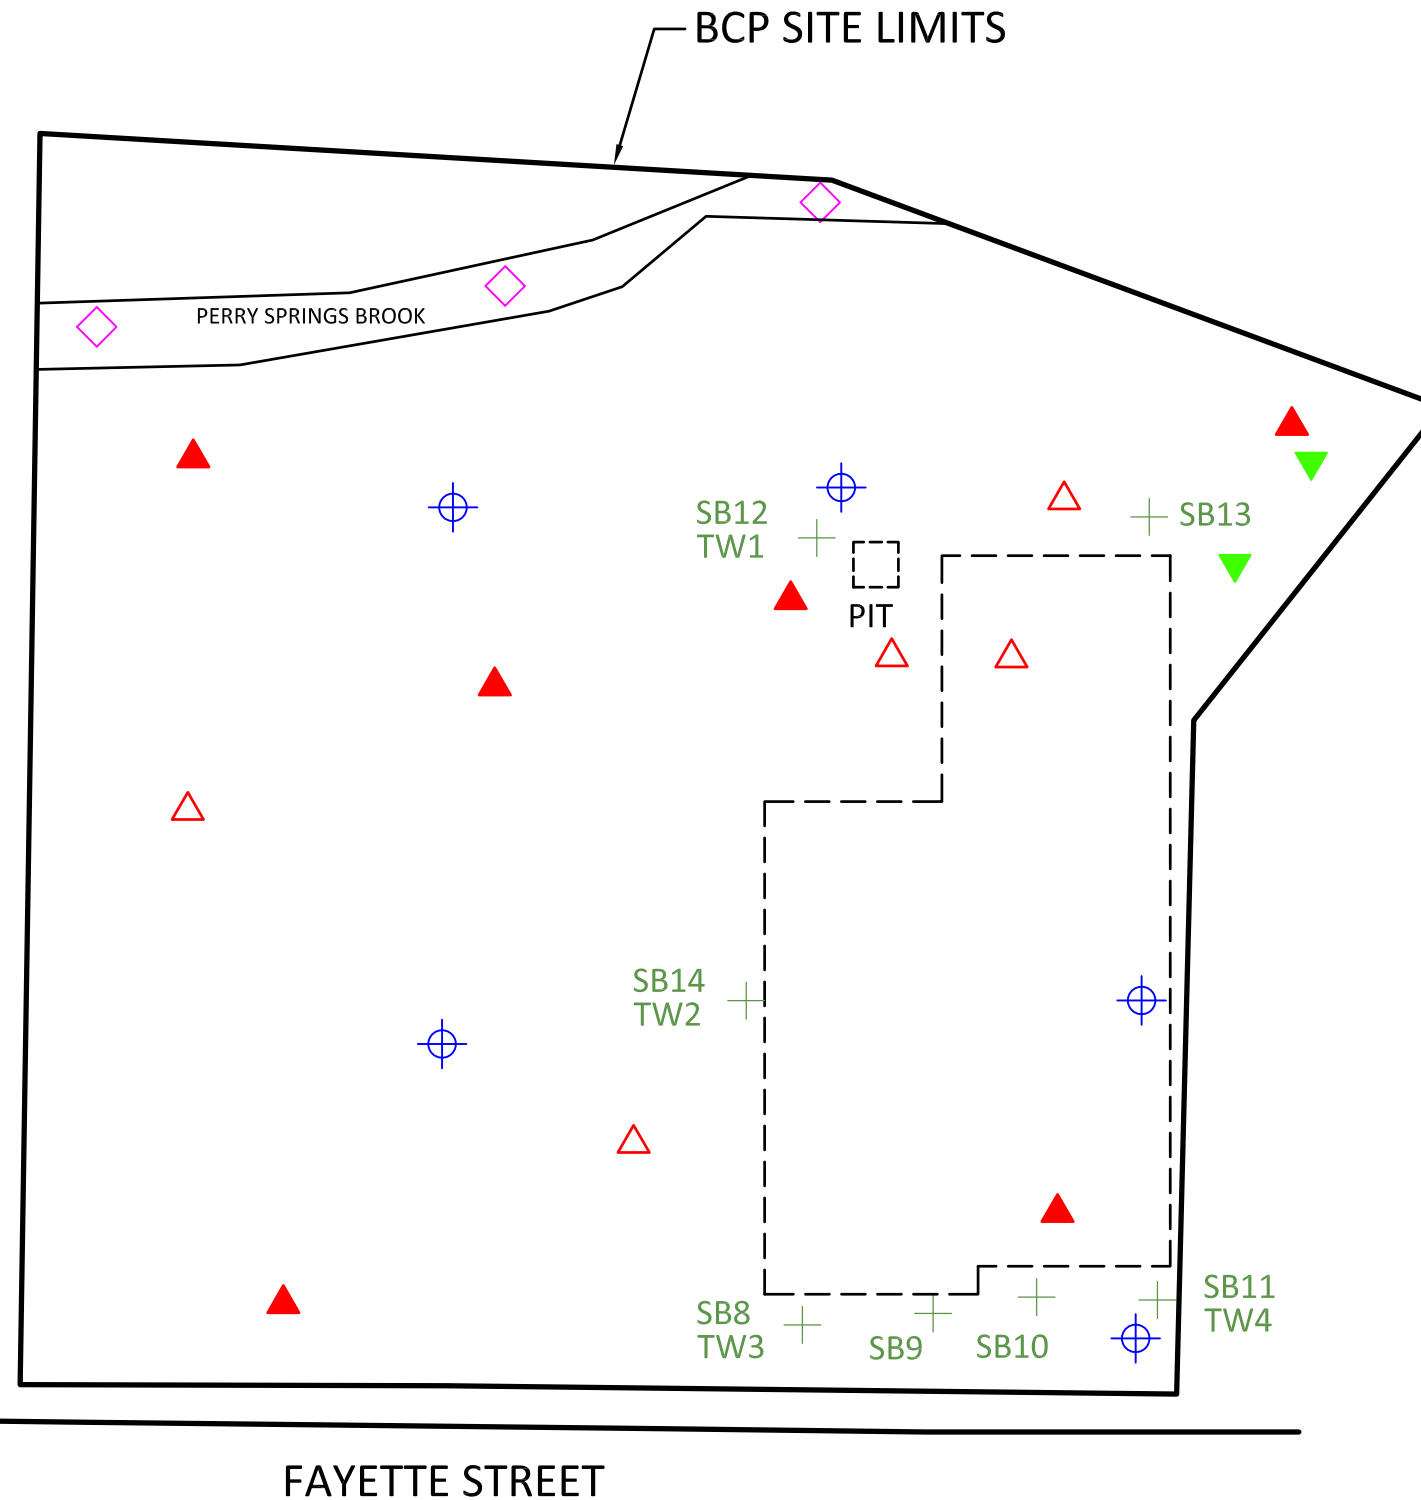 BCP SITE LIMITS
PERRY SPRINGS BROOK
SB12
TW1
SB13
PIT
SB14
TW2
SB11
TW4
SB8
TW3
SB9
SB10
FAYETTE STREET